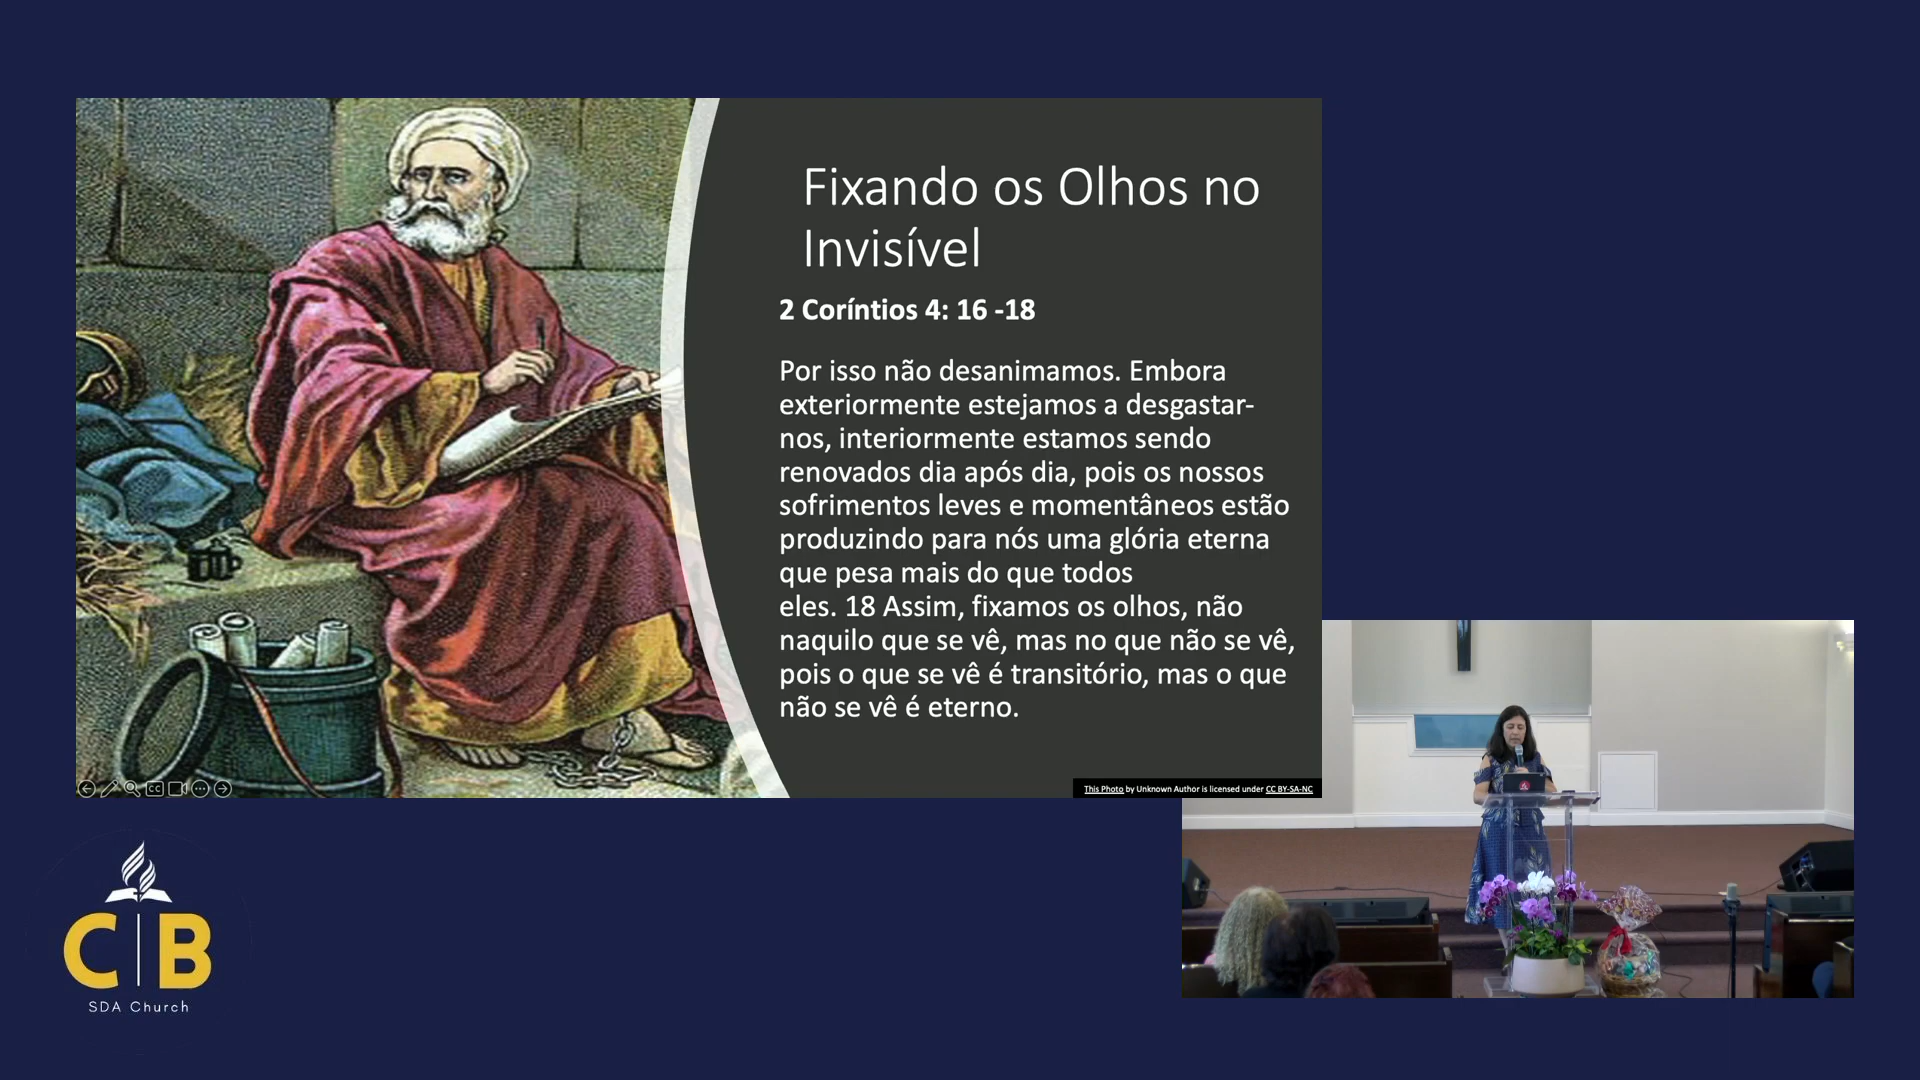 Fixando os Olhos no
Invisível
2 Coríntios 4: 16 -18
Por isso não desanimamos. Embora
exteriormente estejamos a desgastar-
nos, interiormente estamos sendo
renovados dia após dia, pois os nossos
sofrimentos leves e momentâneos estão
produzindo para nós uma glória eterna
que pesa mais do que todos
eles. 18 Assim, fixamos os olhos, não
naquilo que se vê, mas no que não se vê,
pois o que se vê é transitório, mas o que
não se vê é eterno.
This Photo by Unknown Author is licensed under CC BY-SA-NC
CC
C|B
SDA Church